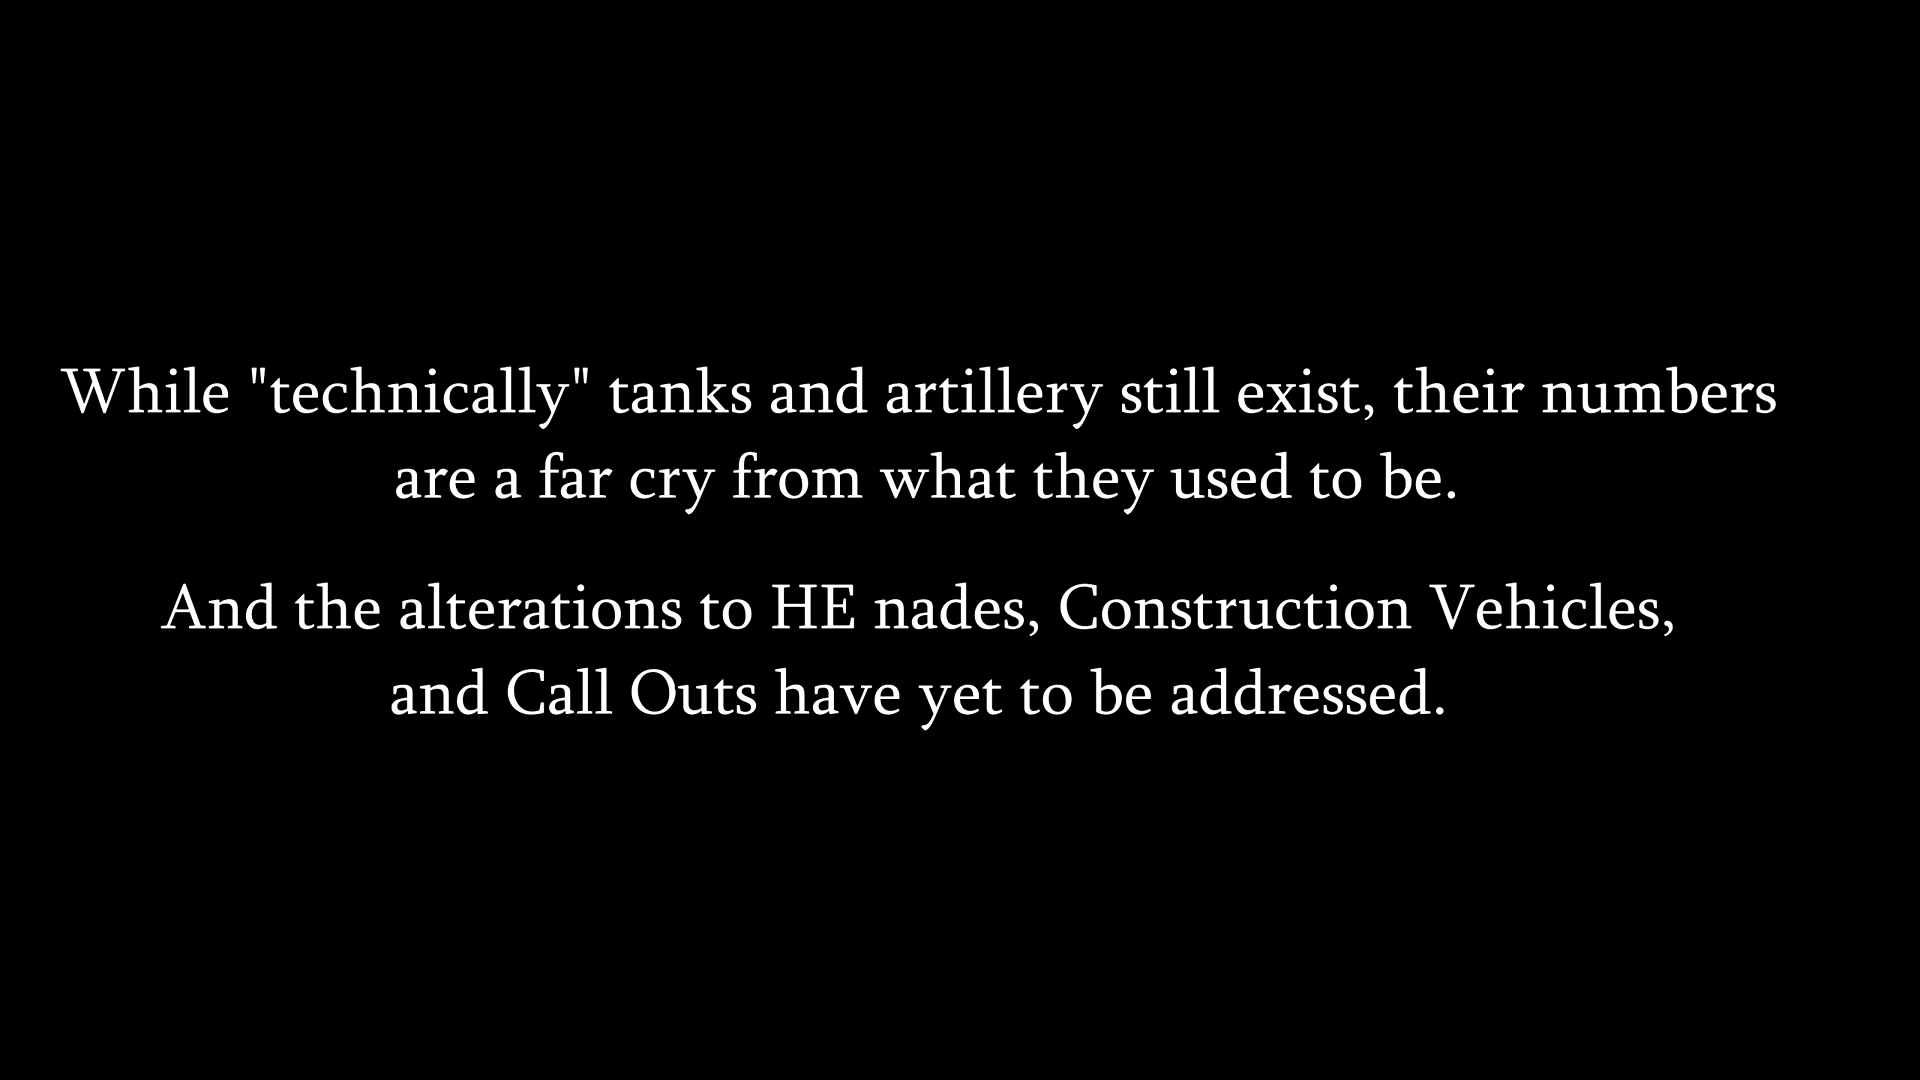 While "technically" tanks and artillery still exist, their numbers
are a far cry from what they used to be.
And the alterations to HE nades, Construction Vehicles,
and Call Outs have yet to be addressed.